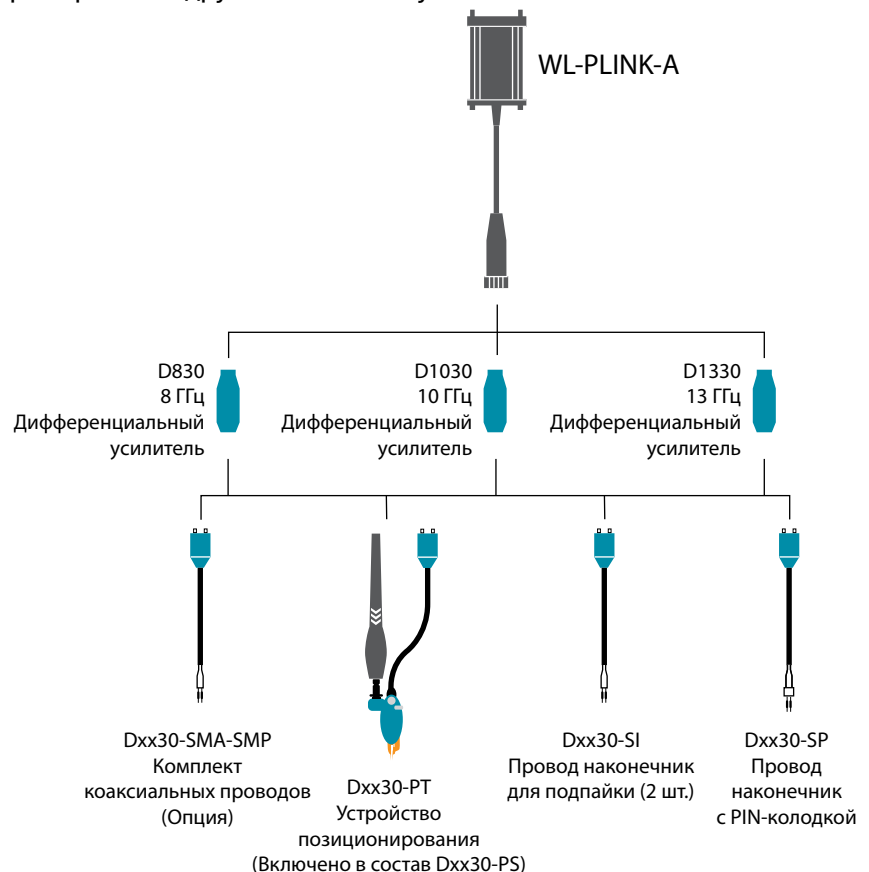 WL-PLINK-A
D830
8 ГГц
Дифференциальный
усилитель
D1030
10 ГГц
Дифференциальный
усилитель
D1330
13 ГГц
Дифференциальный
усилитель
Dxx30-SMA-SMP
Комплект
коаксиальных проводов
(Опция)
Dxx30-PT
Устройство
позиционирования
(Включено в состав Dxx30-PS)
Dxx30-SI
Провод наконечник
для подпайки (2 шт.)
Dxx30-SP
Провод
наконечник
с PIN-колодкой